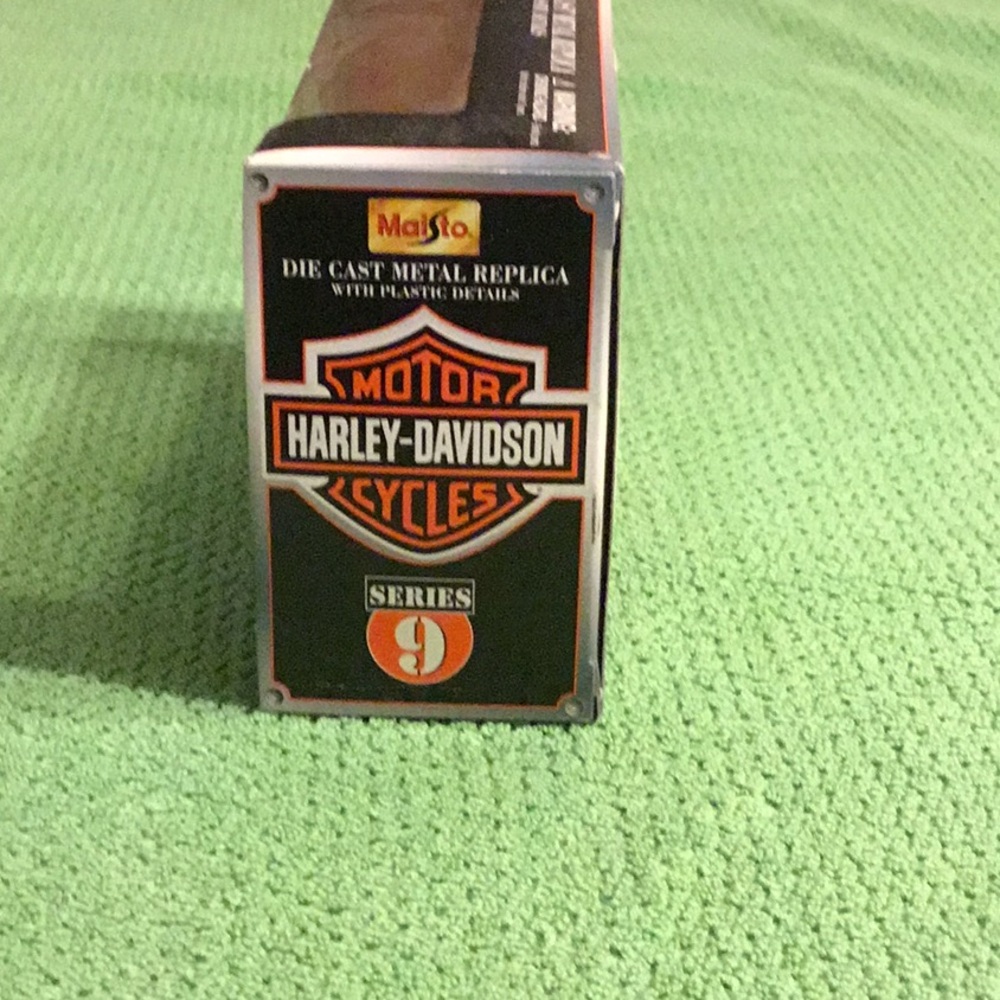 Maisto
DIE CAST METAL REPLICA
WITH PLASTIC DETAILS
MOTOR
HARLEY-DAVIDSON
CYCLES
SERIES
9